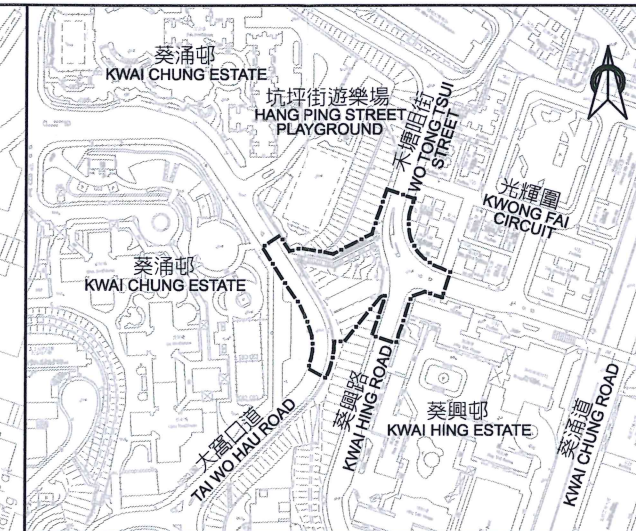 葵涌邨
KWAI CHUNG ESTATE
坑坪街遊樂場
HANG PING STREET
PLAYGROUND
禾塘咀街
WO TONG TSUI
STREET
光輝圍
KWONG FAI
CIRCUIT
葵涌邨
KWAI CHUNG ESTATE
大窩口道
TAI WO HAU ROAD
葵興路
KWAI HING ROAD
葵興邨
KWAI HING ESTATE
葵涌道
KWAI CHUNG ROAD